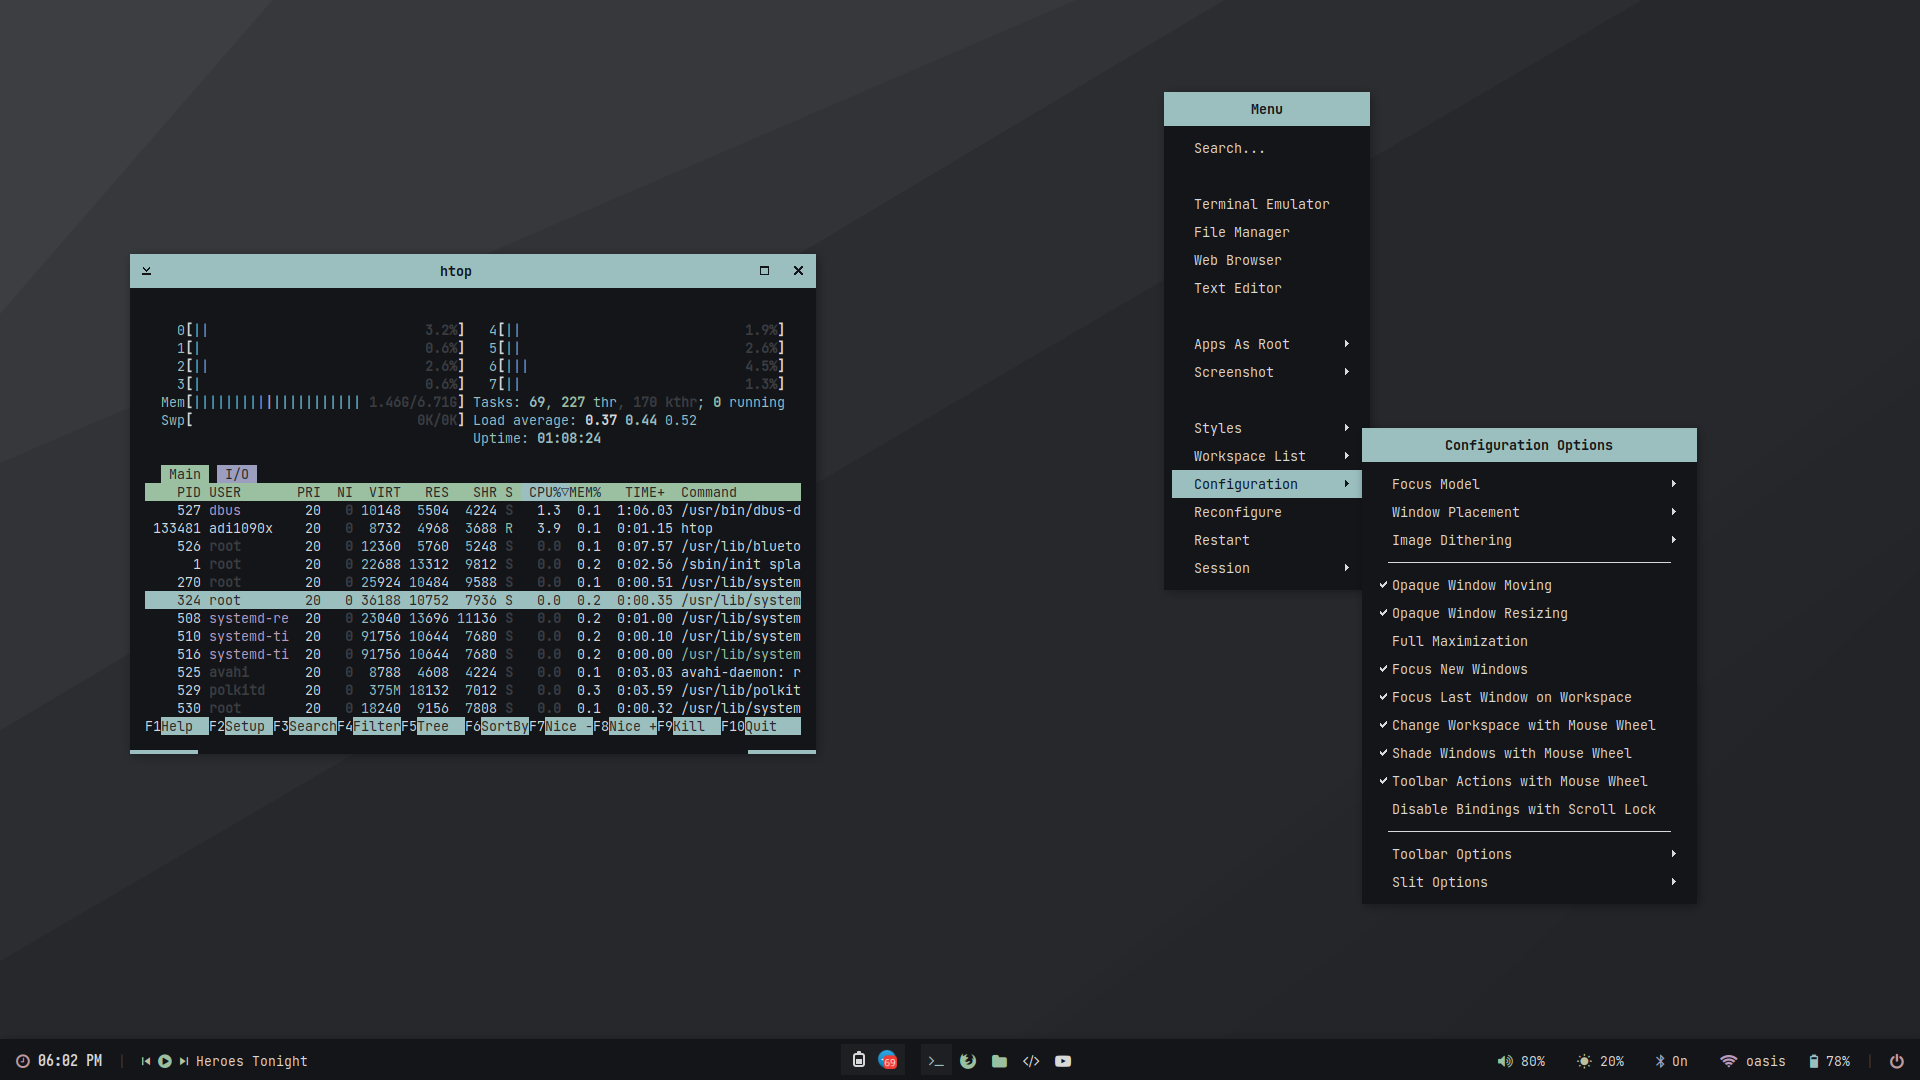 htop
0[|| 3.2%] 4[|| 1.9%]
1[| 0.6%] 5[|| 2.6%]
2[|| 2.6%] 6[||| 4.5%]
3[| 0.6%] 7[|| 1.3%]
Mem[||||||||||||||||||||| 1.46G/6.71G] Tasks: 69, 227 thr, 170 kthr; 0 running
Swp[ 0K/0K] Load average: 0.37 0.44 0.52
Uptime: 01:08:24
Main I/O
PID USER PRI NI VIRT RES SHR S CPU%▽MEM% TIME+ Command
527 dbus 20 0 10148 5504 4224 S 1.3 0.1 1:06.03 /usr/bin/dbus-d
133481 adi1090x 20 0 8732 4968 3688 R 3.9 0.1 0:01.15 htop
526 root 20 0 12360 5760 5248 S 0.0 0.1 0:07.57 /usr/lib/blueto
1 root 20 0 22688 13312 9812 S 0.0 0.2 0:02.56 /sbin/init spla
270 root 20 0 25924 10484 9588 S 0.0 0.1 0:00.51 /usr/lib/system
324 root 20 0 36188 10752 7936 S 0.0 0.2 0:00.35 /usr/lib/system
508 systemd-re 20 0 23040 13696 11136 S 0.0 0.2 0:01.00 /usr/lib/system
510 systemd-ti 20 0 91756 10644 7680 S 0.0 0.2 0:00.10 /usr/lib/system
516 systemd-ti 20 0 91756 10644 7680 S 0.0 0.2 0:00.00 /usr/lib/system
525 avahi 20 0 8788 4608 4224 S 0.0 0.1 0:03.03 avahi-daemon: r
529 polkitd 20 0 375M 18132 7012 S 0.0 0.3 0:03.59 /usr/lib/polkit
530 root 20 0 18240 9156 7808 S 0.0 0.1 0:00.32 /usr/lib/system
F1Help F2Setup F3SearchF4FilterF5Tree F6SortByF7Nice -F8Nice +F9Kill F10Quit
Menu
Search...
Terminal Emulator
File Manager
Web Browser
Text Editor
Apps As Root
Screenshot
Styles
Workspace List
Configuration
Reconfigure
Restart
Session
Configuration Options
Focus Model
Window Placement
Image Dithering
Opaque Window Moving
Opaque Window Resizing
Full Maximization
Focus New Windows
Focus Last Window on Workspace
Change Workspace with Mouse Wheel
Shade Windows with Mouse Wheel
Toolbar Actions with Mouse Wheel
Disable Bindings with Scroll Lock
Toolbar Options
Slit Options
06:02 PM | Heroes Tonight 69 80% 20% On oasis 78% |